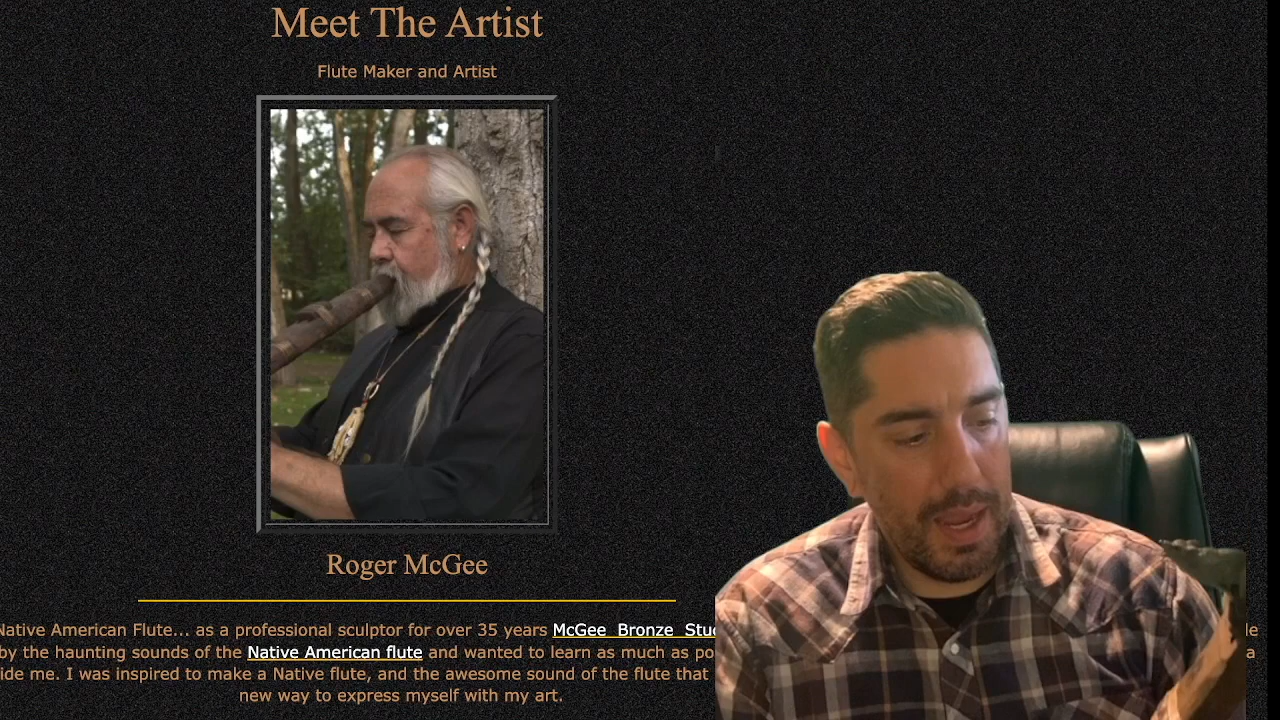 Meet The Artist
Flute Maker and Artist
Roger McGee
Native American Flute... as a professional sculptor for over 35 years McGee Bronze
by the haunting sounds of the Native American flute and wanted to learn as much as a
me. I was inspired to make a Native flute, and the awesome sound of the flute that
new way to express myself with my art.